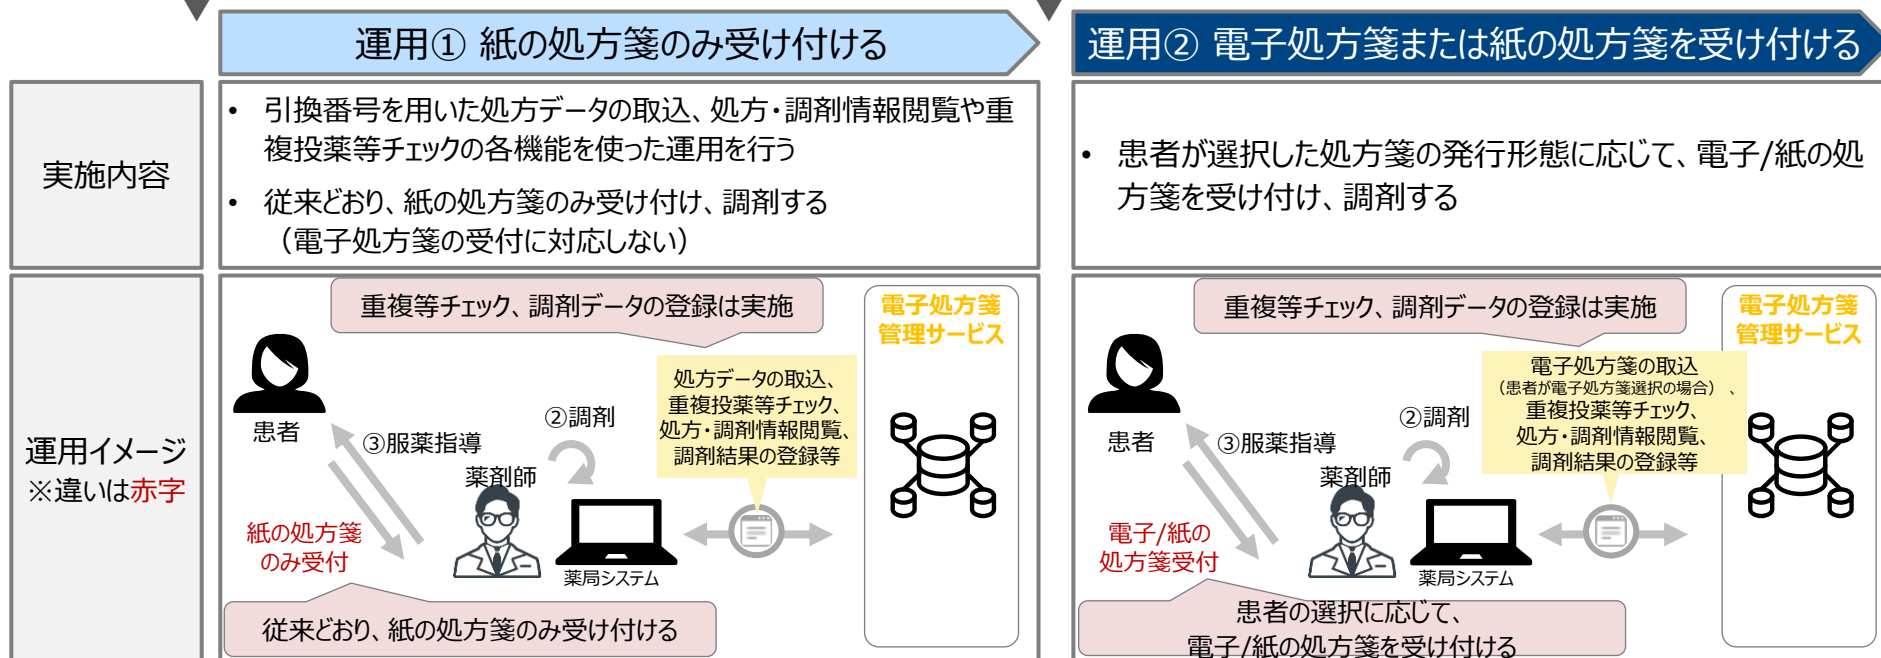 運用① 紙の処方箋のみ受け付ける
運用② 電子処方箋または紙の処方箋を受け付ける
実施内容
• 引換番号を用いた処方データの取込、処方・調剤情報閲覧や重
複投薬等チェックの各機能を使った運用を行う
• 従来どおり、紙の処方箋のみ受け付け、調剤する
（電子処方箋の受付に対応しない）
• 患者が選択した処方箋の発行形態に応じて、電子/紙の処
方箋を受け付け、調剤する
運用イメージ
※違いは赤字
重複等チェック、調剤データの登録は実施
電子処方箋
管理サービス
処方データの取込、
重複投薬等チェック、
処方・調剤情報閲覧、
調剤結果の登録等
患者
②調剤
③服薬指導
薬剤師
紙の処方箋
のみ受付
薬局システム
従来どおり、紙の処方箋のみ受け付ける
重複等チェック、調剤データの登録は実施
電子処方箋
管理サービス
電子処方箋の取込
（患者が電子処方箋選択の場合）、
重複投薬等チェック、
処方・調剤情報閲覧、
調剤結果の登録等
患者
②調剤
③服薬指導
薬剤師
電子/紙の
処方箋受付
薬局システム
患者の選択に応じて、
電子/紙の処方箋を受け付ける